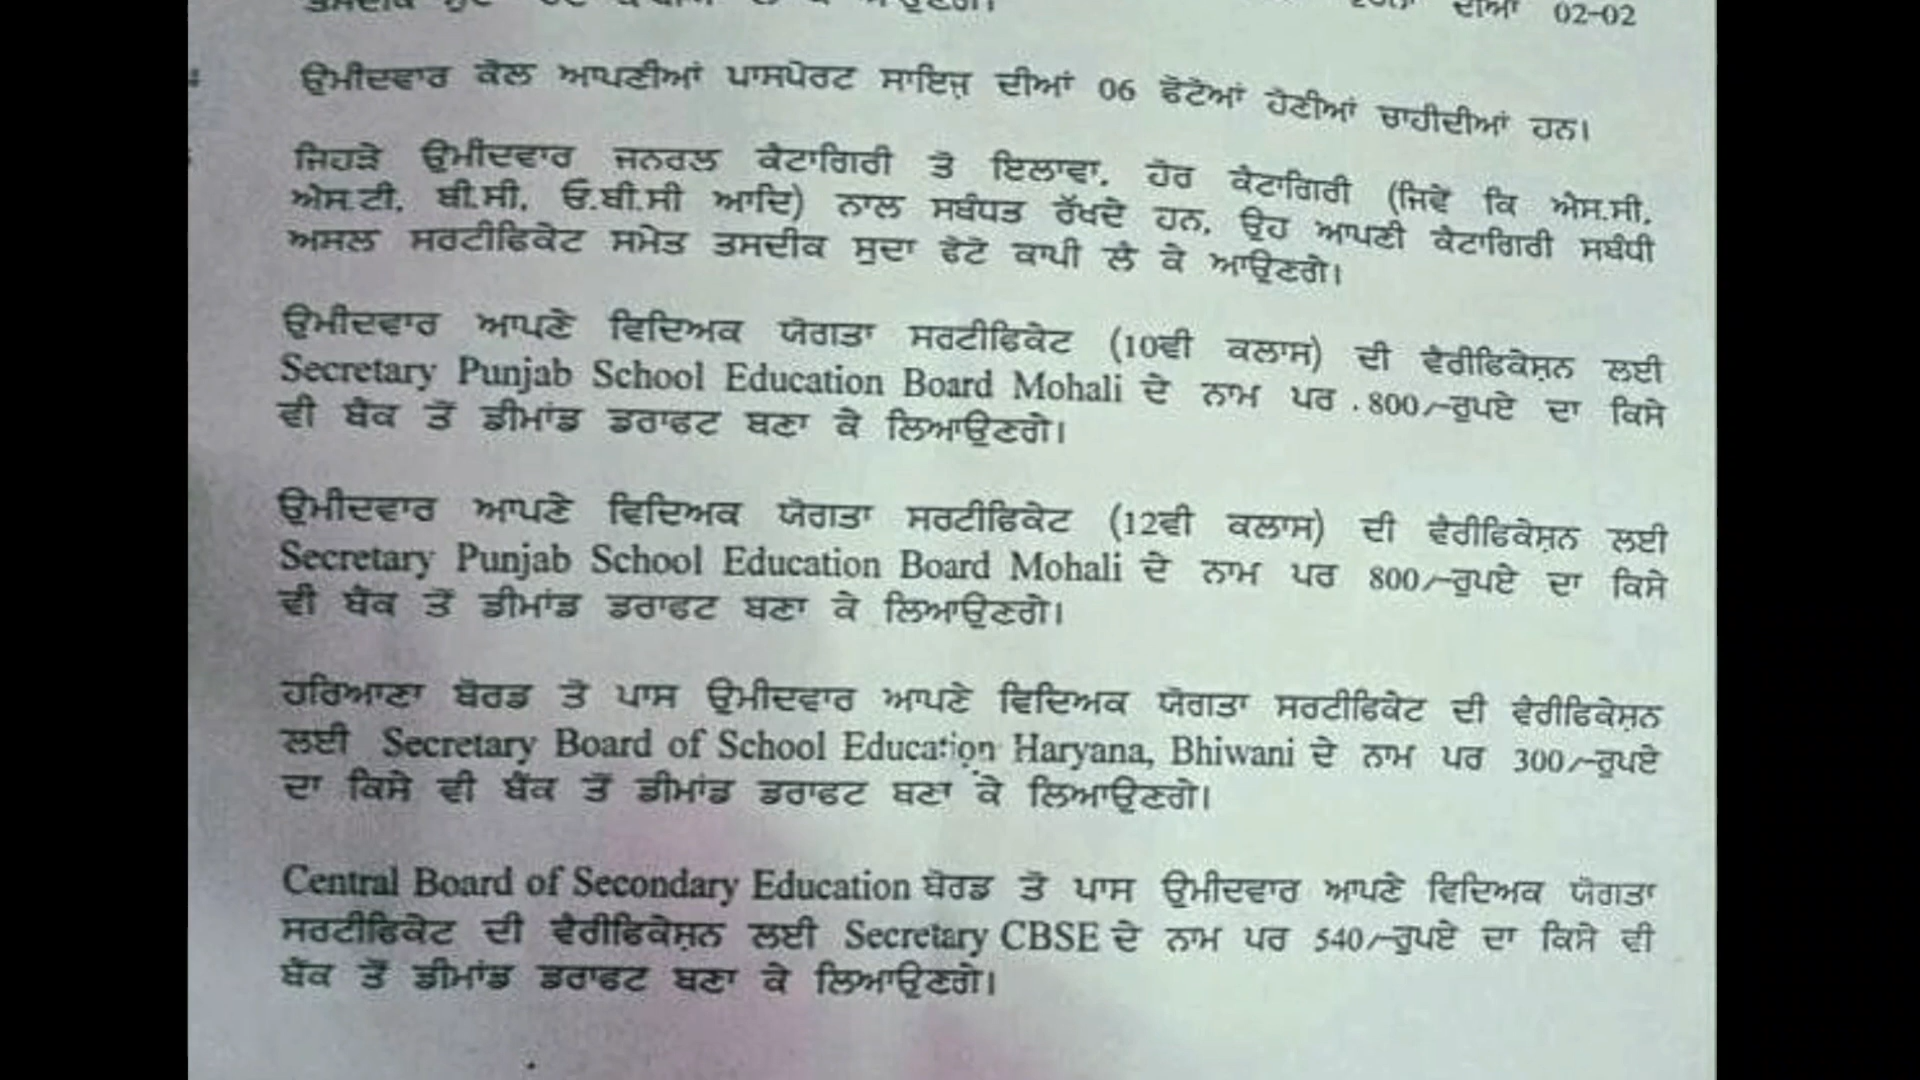 ਦੀਆਂ 02-02
ਉਮੀਦਵਾਰ ਕੋਲ ਆਪਣੀਆਂ ਪਾਸਪੋਰਟ ਸਾਇਜ਼ ਦੀਆਂ 06 ਫੋਟੋਆਂ ਹੋਣੀਆਂ ਚਾਹੀਦੀਆਂ ਹਨ।
ਜਿਹੜੇ ਉਮੀਦਵਾਰ ਜਨਰਲ ਕੈਟਾਗਿਰੀ ਤੋ ਇਲਾਵਾ, ਹੋਰ ਕੈਟਾਗਿਰੀ (ਜਿਵੇਂ ਕਿ ਐਸ.ਸੀ,
ਐਸ.ਟੀ, ਬੀ.ਸੀ, ਓ.ਬੀ.ਸੀ ਆਦਿ) ਨਾਲ ਸਬੰਧਤ ਰੱਖਦੇ ਹਨ, ਉਹ ਆਪਣੀ ਕੈਟਾਗਿਰੀ ਸਬੰਧੀ
ਅਸਲ ਸਰਟੀਫਿਕੇਟ ਸਮੇਤ ਤਸਦੀਕ ਸੁਦਾ ਫੋਟੋ ਕਾਪੀ ਲੈ ਕੇ ਆਉਣਗੇ।
ਉਮੀਦਵਾਰ ਆਪਣੇ ਵਿਦਿਅਕ ਯੋਗਤਾ ਸਰਟੀਫਿਕੇਟ (10ਵੀ ਕਲਾਸ) ਦੀ ਵੈਰੀਫਿਕੇਸ਼ਨ ਲਈ
Secretary Punjab School Education Board Mohali ਦੇ ਨਾਮ ਪਰ 800/-ਰੁਪਏ ਦਾ ਕਿਸੇ
ਵੀ ਬੈਂਕ ਤੋਂ ਡੀਮਾਂਡ ਡਰਾਫਟ ਬਣਾ ਕੇ ਲਿਆਉਣਗੇ।
ਉਮੀਦਵਾਰ ਆਪਣੇ ਵਿਦਿਅਕ ਯੋਗਤਾ ਸਰਟੀਫਿਕੇਟ (12ਵੀ ਕਲਾਸ) ਦੀ ਵੈਰੀਫਿਕੇਸ਼ਨ ਲਈ
Secretary Punjab School Education Board Mohali ਦੇ ਨਾਮ ਪਰ 800/-ਰੁਪਏ ਦਾ ਕਿਸੇ
ਵੀ ਬੈਂਕ ਤੋਂ ਡੀਮਾਂਡ ਡਰਾਫਟ ਬਣਾ ਕੇ ਲਿਆਉਣਗੇ।
ਹਰਿਆਣਾ ਬੋਰਡ ਤੋ ਪਾਸ ਉਮੀਦਵਾਰ ਆਪਣੇ ਵਿਦਿਅਕ ਯੋਗਤਾ ਸਰਟੀਫਿਕੇਟ ਦੀ ਵੈਰੀਫਿਕੇਸ਼ਨ
ਲਈ Secretary Board of School Education Haryana, Bhiwani ਦੇ ਨਾਮ ਪਰ 300/-ਰੁਪਏ
ਦਾ ਕਿਸੇ ਵੀ ਬੈਂਕ ਤੋਂ ਡੀਮਾਂਡ ਡਰਾਫਟ ਬਣਾ ਕੇ ਲਿਆਉਣਗੇ।
Central Board of Secondary Education ਬੋਰਡ ਤੋ ਪਾਸ ਉਮੀਦਵਾਰ ਆਪਣੇ ਵਿਦਿਅਕ ਯੋਗਤਾ
ਸਰਟੀਫਿਕੇਟ ਦੀ ਵੈਰੀਫਿਕੇਸ਼ਨ ਲਈ Secretary CBSE ਦੇ ਨਾਮ ਪਰ 540/-ਰੁਪਏ ਦਾ ਕਿਸੇ ਵੀ
ਬੈਂਕ ਤੋਂ ਡੀਮਾਂਡ ਡਰਾਫਟ ਬਣਾ ਕੇ ਲਿਆਉਣਗੇ।